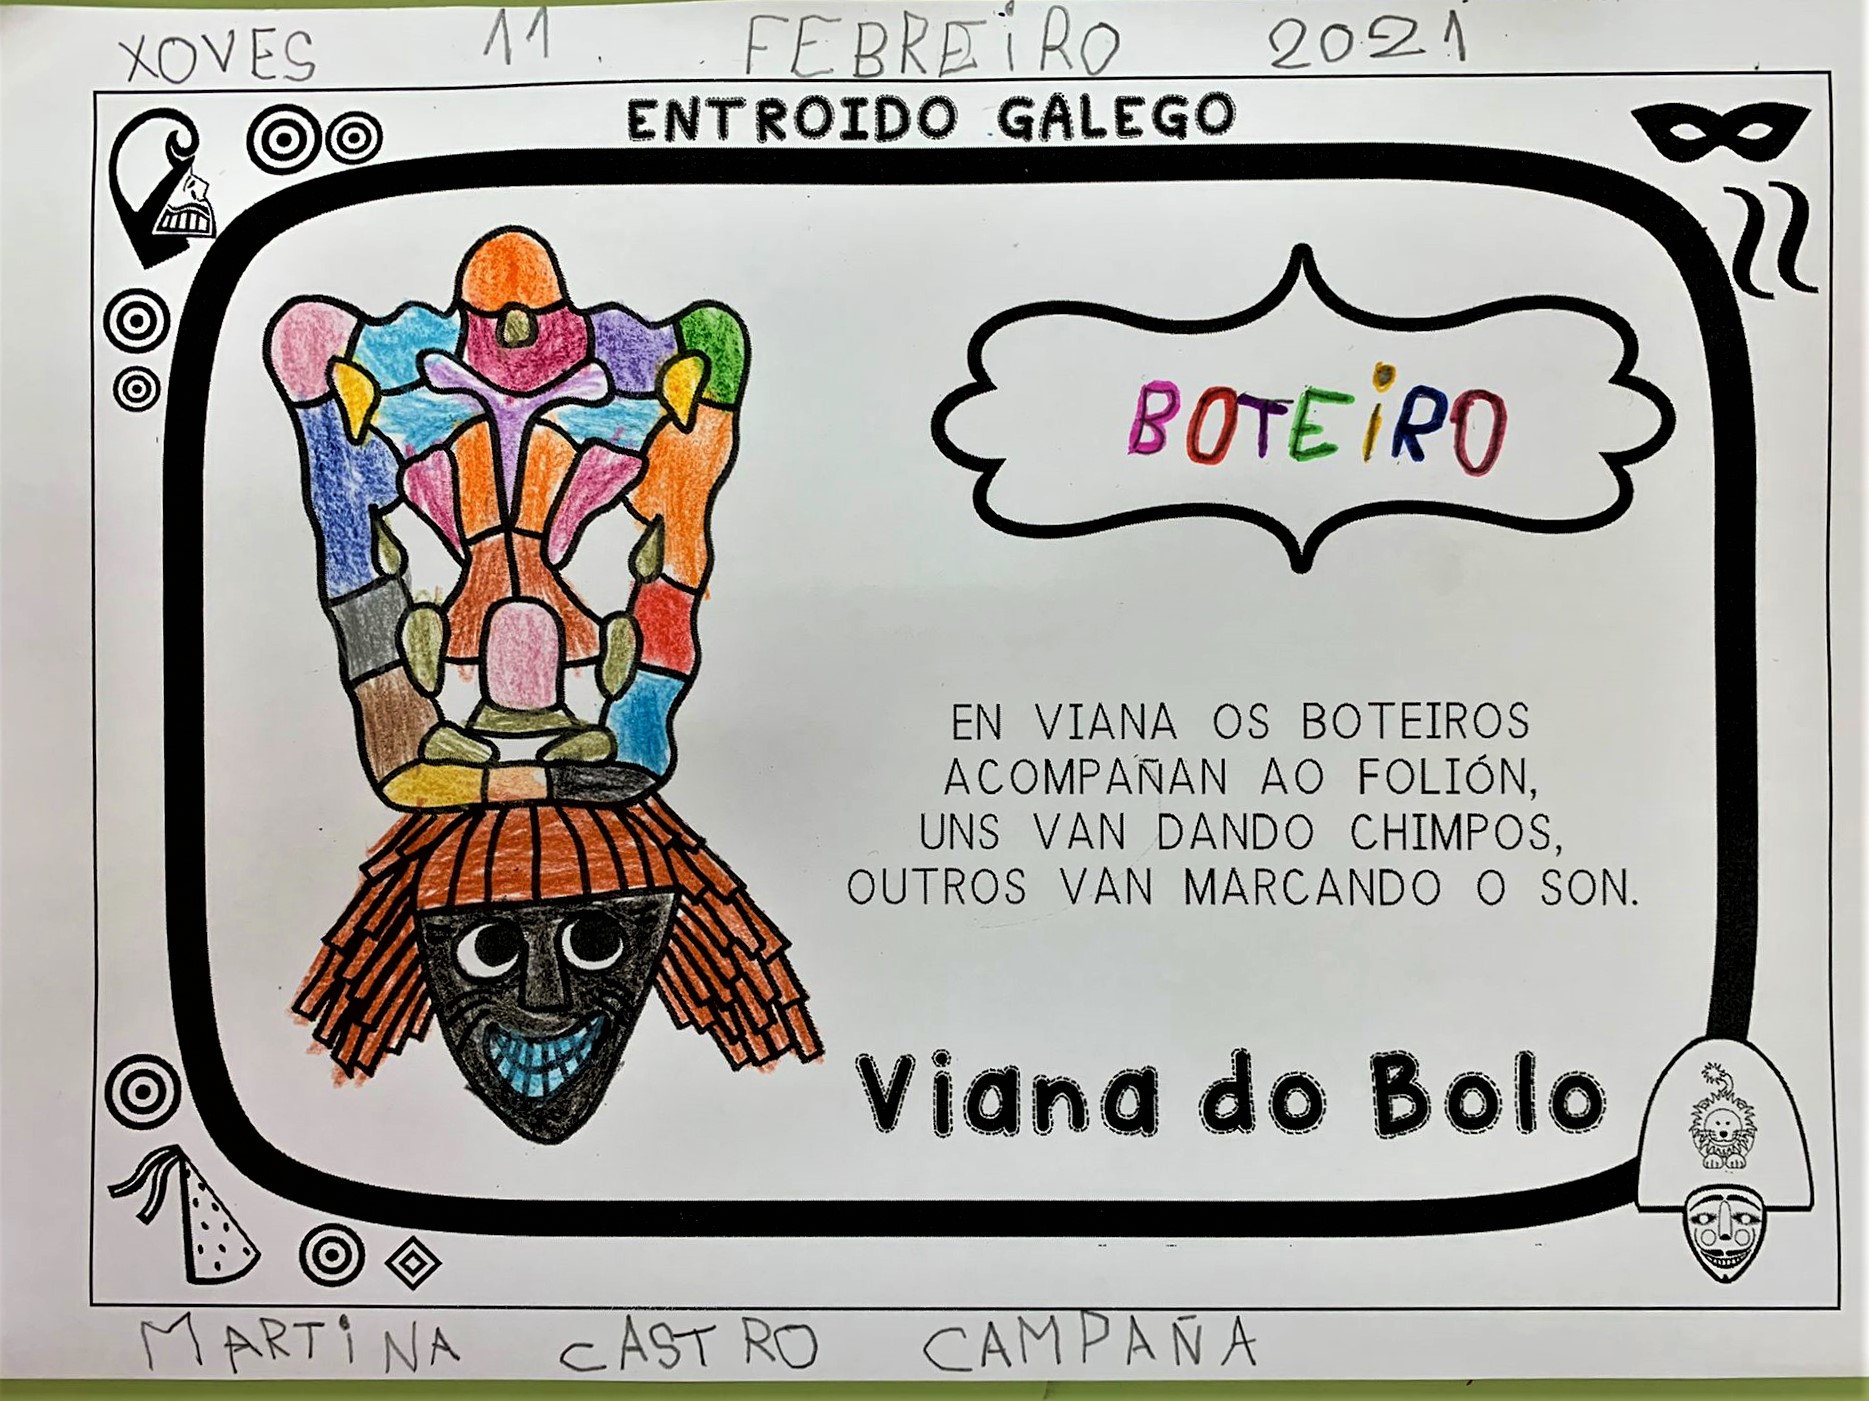 XOVES 11 FEBREiRO 2021
ENTROIDO GALEGO
BOTEiRO
EN VIANA OS BOTEIROS
ACOMPAÑAN AO FOLIÓN,
UNS VAN DANDO CHIMPOS,
OUTROS VAN MARCANDO O SON.
Viana do Bolo
MARTiNA CASTRO CAMPAÑA